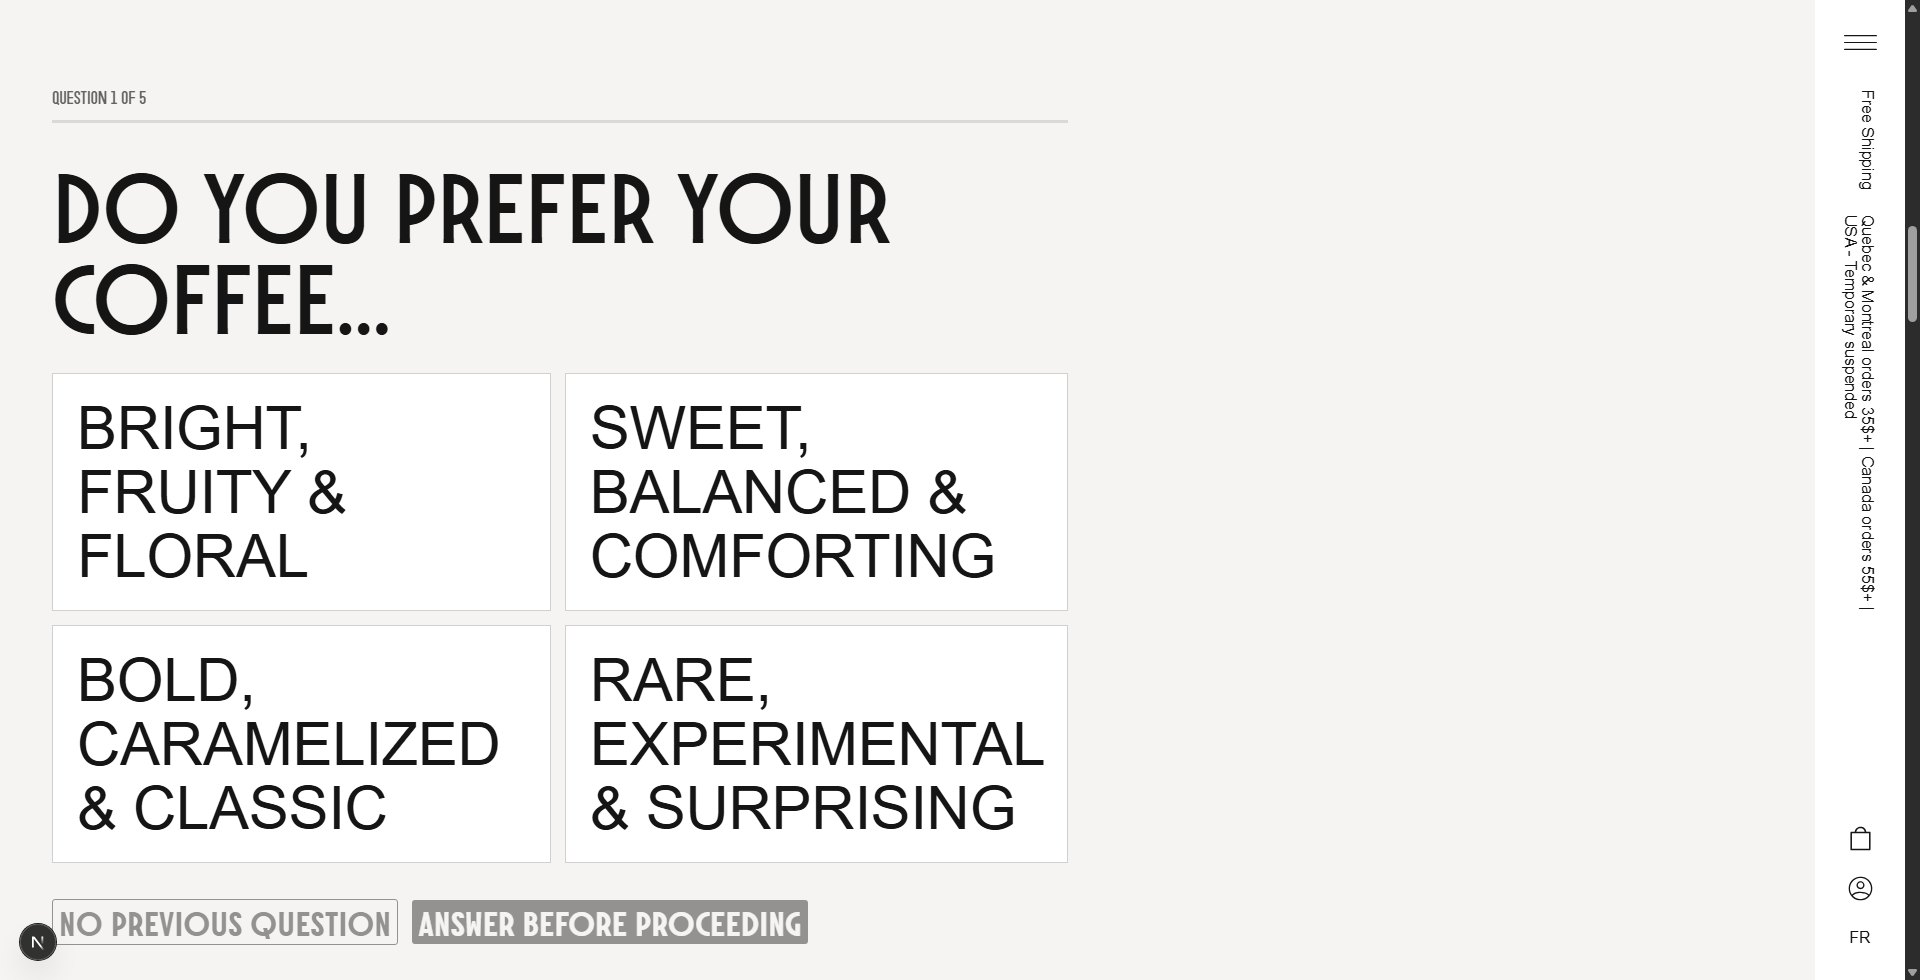 QUESTION 1 OF 5
DO YOU PREFER YOUR
COFFEE...
BRIGHT,
FRUITY &
FLORAL
SWEET,
BALANCED &
COMFORTING
BOLD,
CARAMELIZED
& CLASSIC
RARE,
EXPERIMENTAL
& SURPRISING
NO PREVIOUS QUESTION
ANSWER BEFORE PROCEEDING
N
Free Shipping
Quebec & Montreal orders 35$+ | Canada orders 55$+ |
USA - Temporary suspended
FR